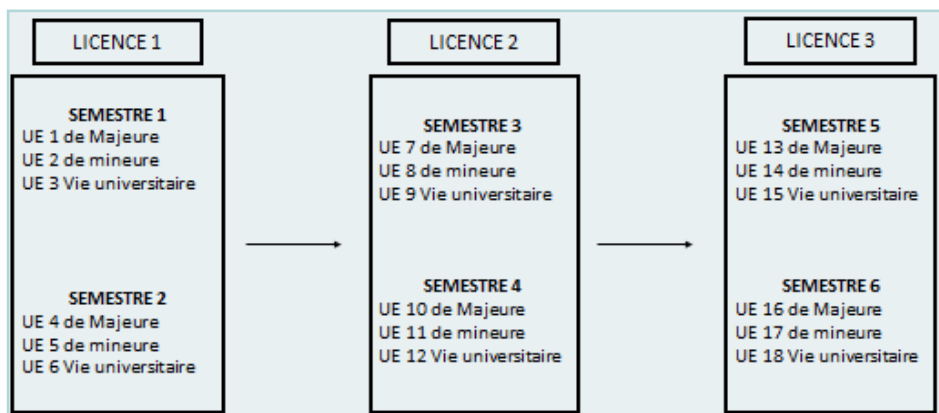 LICENCE 1
SEMESTRE 1
UE 1 de Majeure
UE 2 de mineure
UE 3 Vie universitaire
SEMESTRE 2
UE 4 de Majeure
UE 5 de mineure
UE 6 Vie universitaire
LICENCE 2
SEMESTRE 3
UE 7 de Majeure
UE 8 de mineure
UE 9 Vie universitaire
SEMESTRE 4
UE 10 de Majeure
UE 11 de mineure
UE 12 Vie universitaire
LICENCE 3
SEMESTRE 5
UE 13 de Majeure
UE 14 de mineure
UE 15 Vie universitaire
SEMESTRE 6
UE 16 de Majeure
UE 17 de mineure
UE 18 Vie universitaire